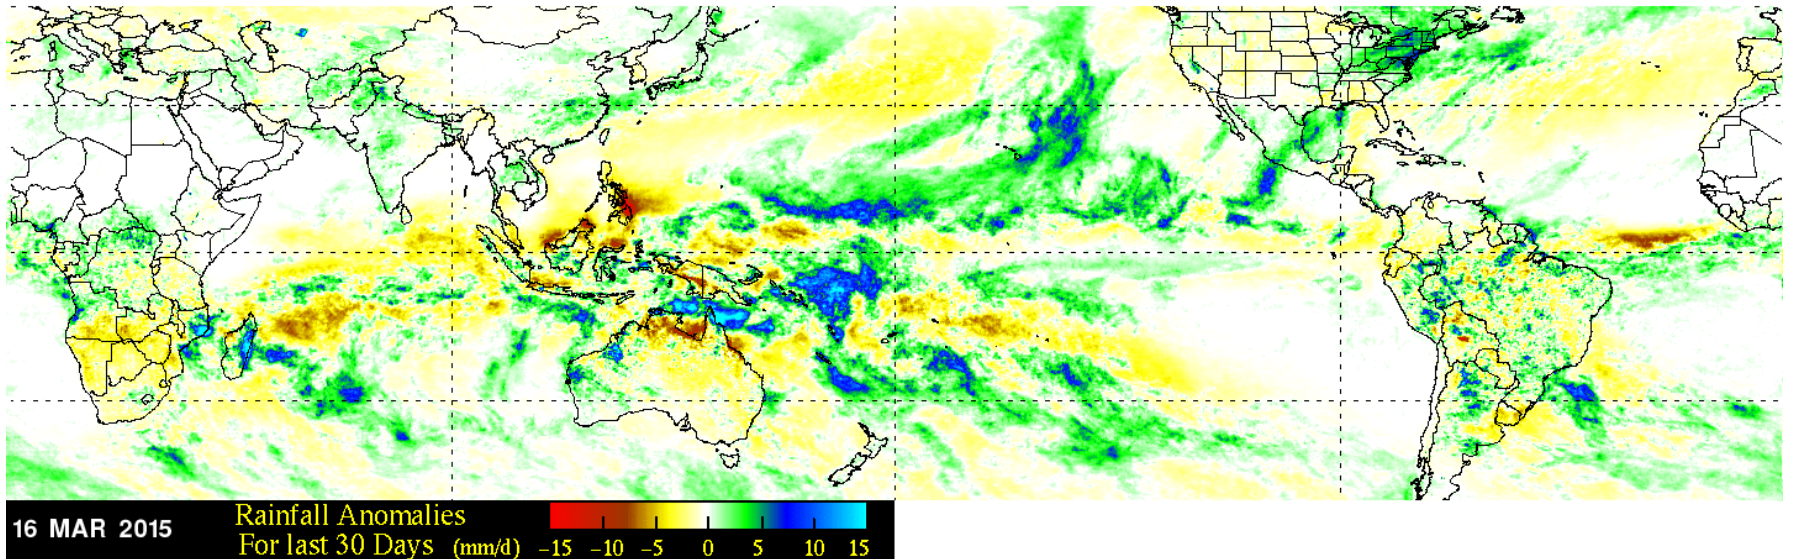 16 MAR 2015
Rainfall Anomalies
For last 30 Days (mm/d) −15 −10 −5 0 5 10 15